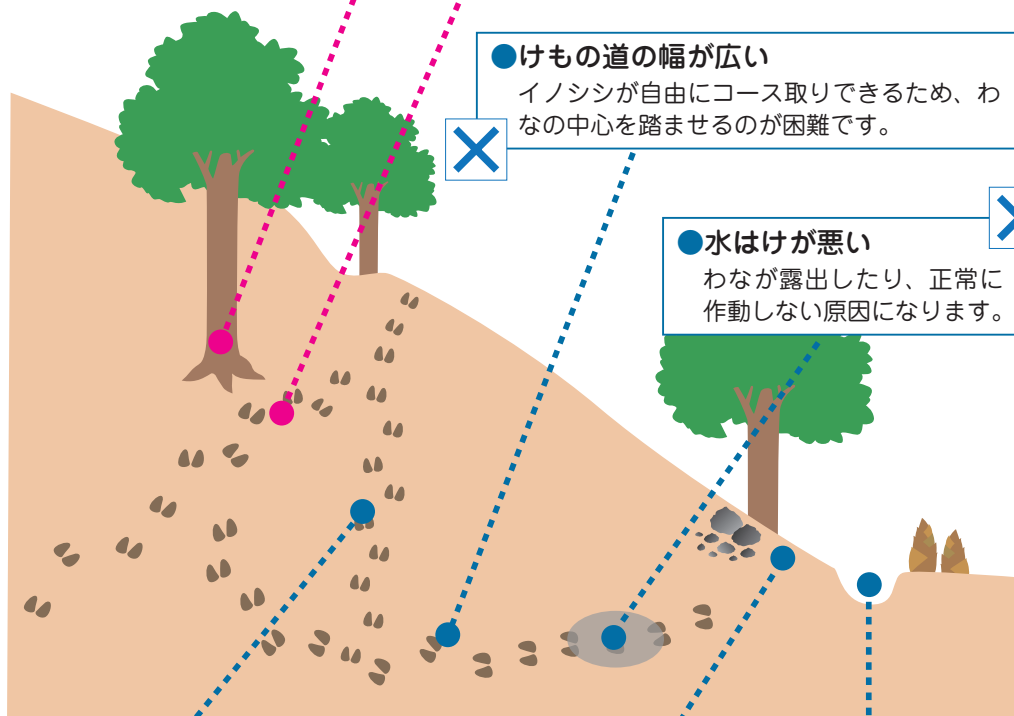 ●けもの道の幅が広い
イノシシが自由にコース取りできるため、わ
なの中心を踏ませるのが困難です。
●水はけが悪い
わなが露出したり、正常に
作動しない原因になります。